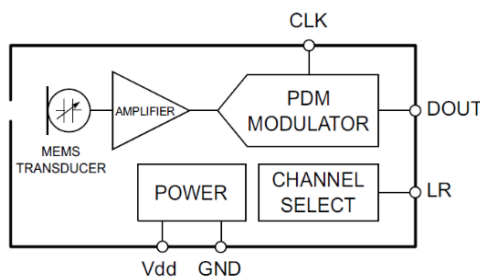 CLK
AMPLIFIER
PDM
MODULATOR
DOUT
MEMS
TRANSDUCER
POWER
CHANNEL
SELECT
LR
Vdd
GND